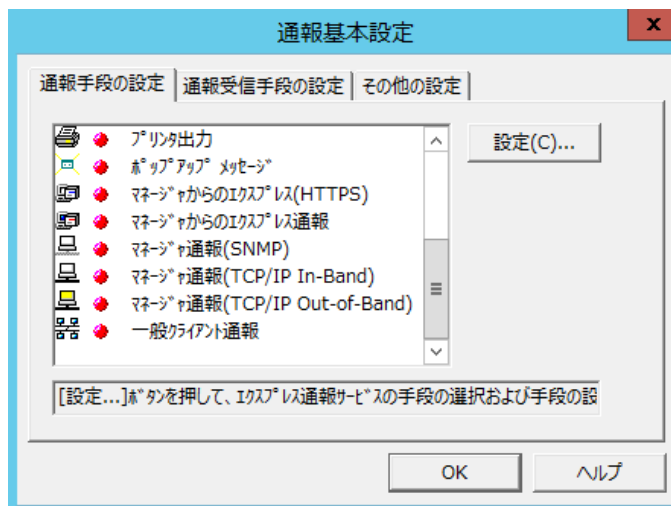 通報基本設定
x
通報手段の設定 通報受信手段の設定 その他の設定
ﾌﾟﾘﾝﾀ出力
ﾎﾟｯﾌﾟｱｯﾌﾟ ﾒｯｾｰｼﾞ
ﾏﾈｰｼﾞｬからのｴｸｽﾌﾟﾚｽ(HTTPS)
ﾏﾈｰｼﾞｬからのｴｸｽﾌﾟﾚｽ通報
ﾏﾈｰｼﾞｬ通報(SNMP)
ﾏﾈｰｼﾞｬ通報(TCP/IP In-Band)
ﾏﾈｰｼﾞｬ通報(TCP/IP Out-of-Band)
一般ｸﾗｲｱﾝﾄ通報
設定(C)...
[設定...]ﾎﾞﾀﾝを押して、ｴｸｽﾌﾟﾚｽ通報ｻｰﾋﾞｽの手段の選択および手段の設
OK ヘルプ